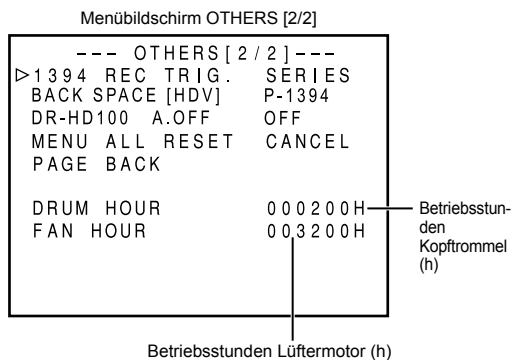 Menübildschirm OTHERS [2/2]
--- OTHERS[2/2]---
▷1394 REC TRIG. SERIES
BACK SPACE [HDV] P-1394
DR-HD100 A.OFF OFF
MENU ALL RESET CANCEL
PAGE BACK
DRUM HOUR 000200H
FAN HOUR 003200H
Betriebsstun-
den
Kopftrommel
(h)
Betriebsstunden Lüftermotor (h)